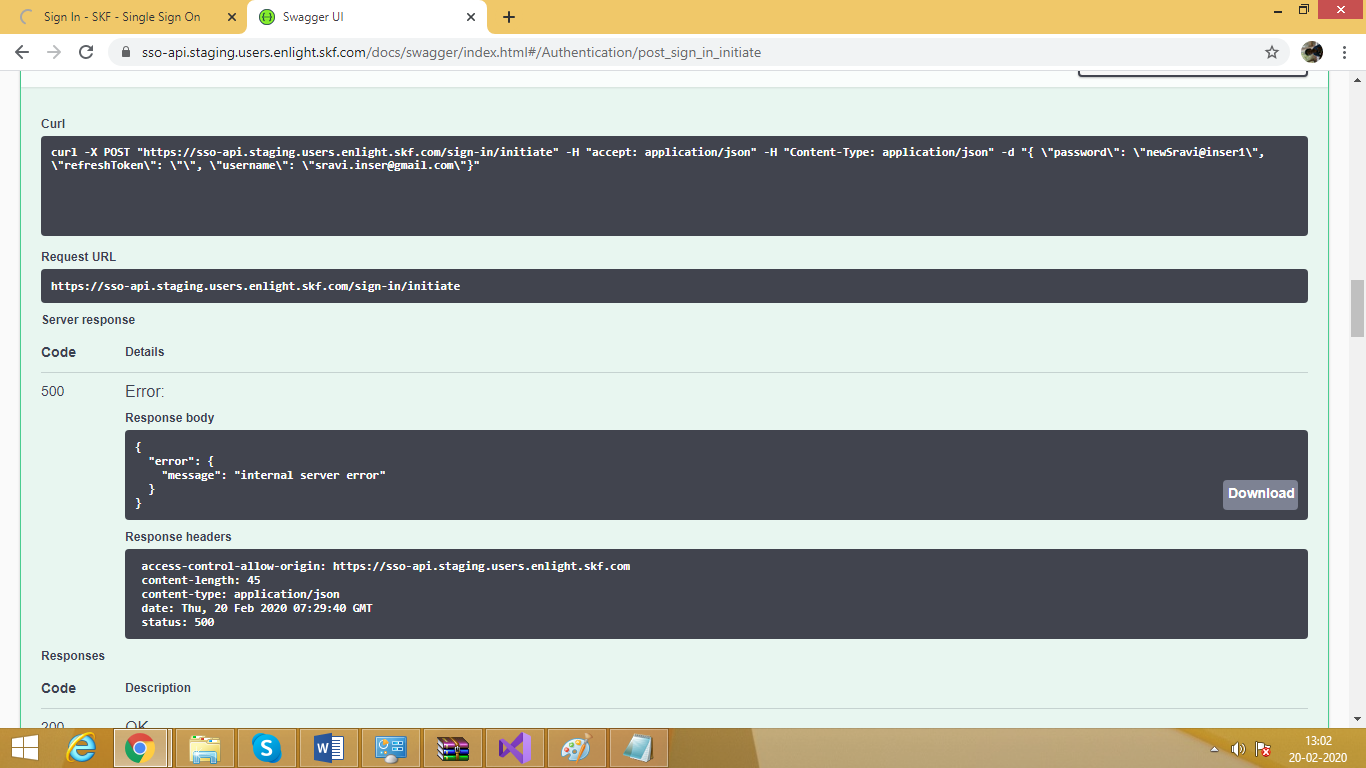 Sign In - SKF - Single Sign On
Swagger UI
sso-api.staging.users.enlight.skf.com/docs/swagger/index.html#/Authentication/post_sign_in_initiate
Curl
curl -X POST "https://sso-api.staging.users.enlight.skf.com/sign-in/initiate" -H "accept: application/json" -H "Content-Type: application/json" -d "{ \"password\": \"newSravi@inser1\",
\"refreshToken\": \"\", \"username\": \"sravi.inser@gmail.com\"}"
Request URL
https://sso-api.staging.users.enlight.skf.com/sign-in/initiate
Server response
Code Details
500 Error:
Response body
{
"error": {
"message": "internal server error"
}
}
Download
Response headers
access-control-allow-origin: https://sso-api.staging.users.enlight.skf.com
content-length: 45
content-type: application/json
date: Thu, 20 Feb 2020 07:29:40 GMT
status: 500
Responses
Code Description
200 OK
13:02
20-02-2020